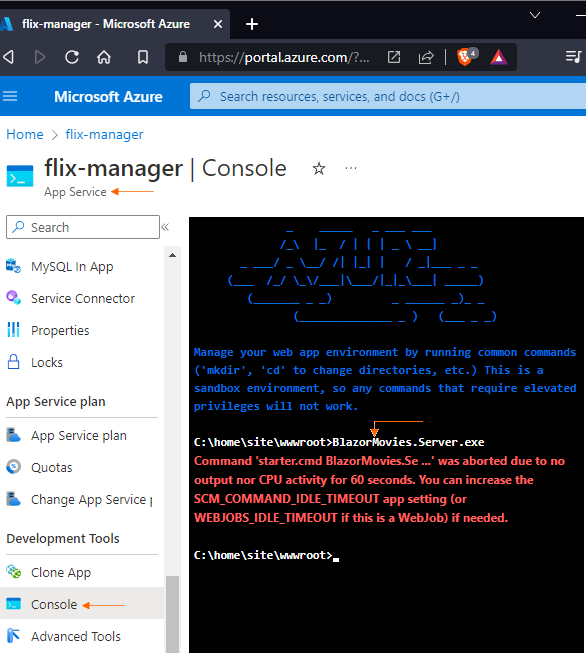 flix-manager - Microsoft Azure
https://portal.azure.com/?...
4
Microsoft Azure
Search resources, services, and docs (G+/)
Home > flix-manager
flix-manager | Console
App Service
Search
MySQL In App
Service Connector
Properties
Locks
App Service plan
App Service plan
Quotas
Change App Service p
Development Tools
Clone App
Console
Advanced Tools
AZURE
Manage your web app environment by running common commands
('mkdir', 'cd' to change directories, etc.) This is a
sandbox environment, so any commands that require elevated
privileges will not work.
C:\home\site\wwwroot>BlazorMovies.Server.exe
Command 'starter.cmd BlazorMovies.Se ...' was aborted due to no
output nor CPU activity for 60 seconds. You can increase the
SCM_COMMAND_IDLE_TIMEOUT app setting (or
WEBJOBS_IDLE_TIMEOUT if this is a WebJob) if needed.
C:\home\site\wwwroot>